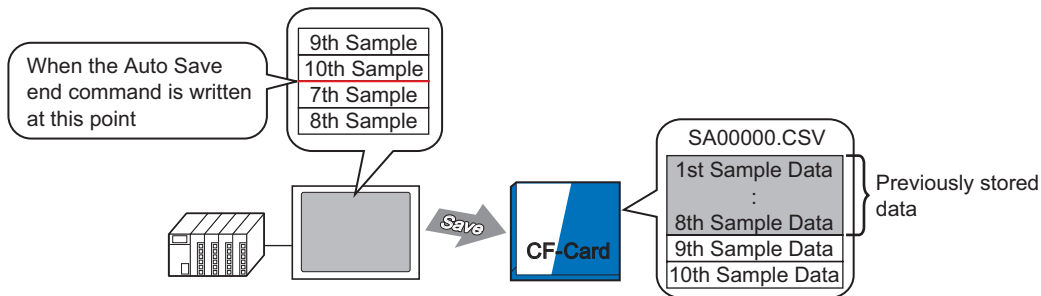 When the Auto Save
end command is written
at this point
9th Sample
10th Sample
7th Sample
8th Sample
Save
CF-Card
SA00000.CSV
1st Sample Data
:
8th Sample Data
9th Sample Data
10th Sample Data
Previously stored
data